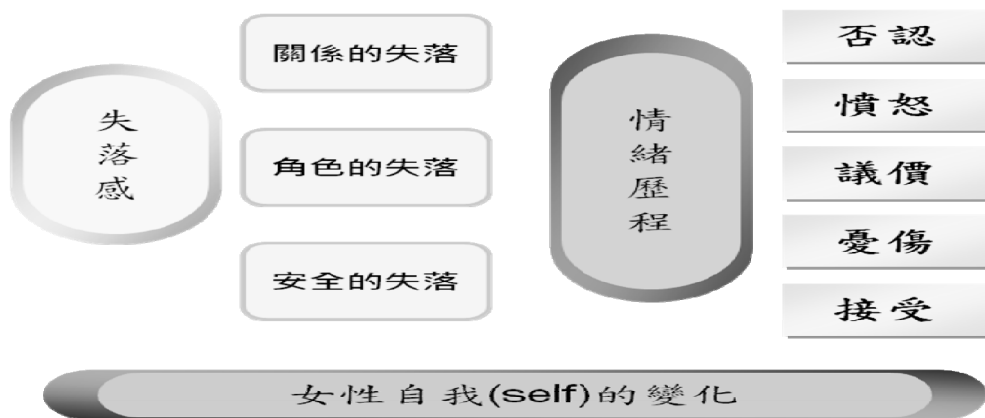 失落感
關係的失落
角色的失落
安全的失落
情緒歷程
否認
憤怒
議價
憂傷
接受
女性自我(self)的變化